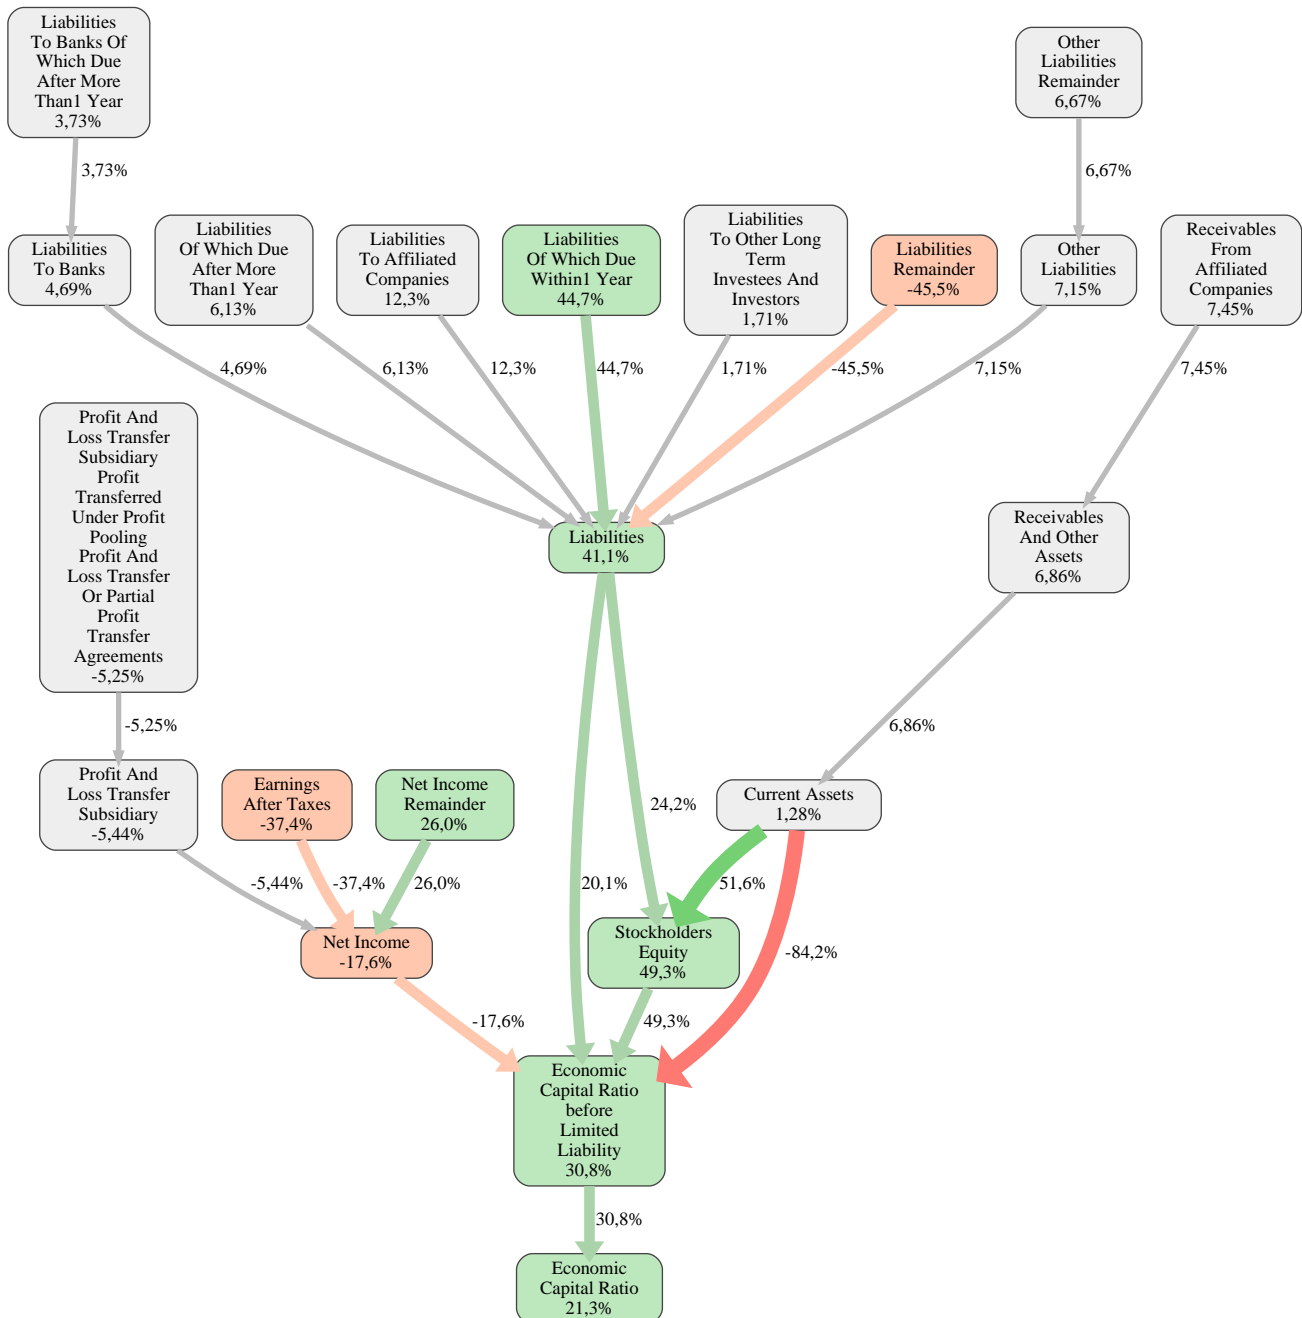 Liabilities
To Banks Of
Which Due
After More
Than1 Year
3,73%
Other
Liabilities
Remainder
6,67%
3,73%
6,67%
Liabilities
To Banks
4,69%
Liabilities
Of Which Due
After More
Than1 Year
6,13%
Liabilities
To Affiliated
Companies
12,3%
Liabilities
Of Which Due
Within1 Year
44,7%
Liabilities
To Other Long
Term
Investees And
Investors
1,71%
Liabilities
Remainder
-45,5%
Other
Liabilities
7,15%
Receivables
From
Affiliated
Companies
7,45%
4,69%
6,13%
12,3%
44,7%
1,71%
-45,5%
7,15%
7,45%
Profit And
Loss Transfer
Subsidiary
Profit
Transferred
Under Profit
Pooling
Profit And
Loss Transfer
Or Partial
Profit
Transfer
Agreements
-5,25%
Liabilities
41,1%
Receivables
And Other
Assets
6,86%
-5,25%
6,86%
Profit And
Loss Transfer
Subsidiary
-5,44%
Earnings
After Taxes
-37,4%
Net Income
Remainder
26,0%
24,2%
Current Assets
1,28%
-5,44%
-37,4%
26,0%
20,1%
51,6%
-84,2%
Net Income
-17,6%
Stockholders
Equity
49,3%
-17,6%
49,3%
Economic
Capital Ratio
before
Limited
Liability
30,8%
30,8%
Economic
Capital Ratio
21,3%